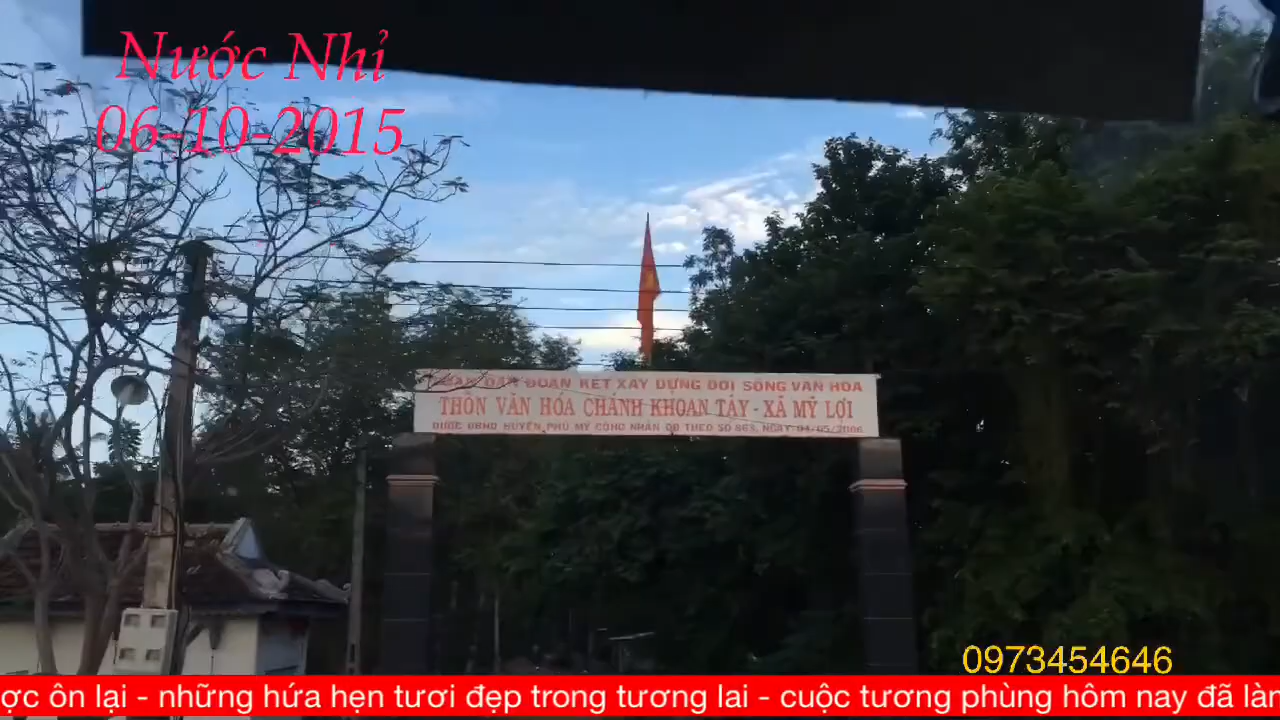 Nước Nhỉ
06-10-2015
DÂN ĐOÀN KẾT XÂY DỰNG ĐỜI SỐNG VĂN HÓA
THÔN VĂN HÓA CHÁNH KHOAN TÂY - XÃ MỸ LỢI
ĐƯỢC UBND HUYỆN PHÙ MỸ CÔNG NHẬN QĐ THEO SỐ NGÀY 04/05/2006
0973454646
ợc ôn lại - những hứa hẹn tươi đẹp trong tương lai - cuộc tương phùng hôm nay đã làn